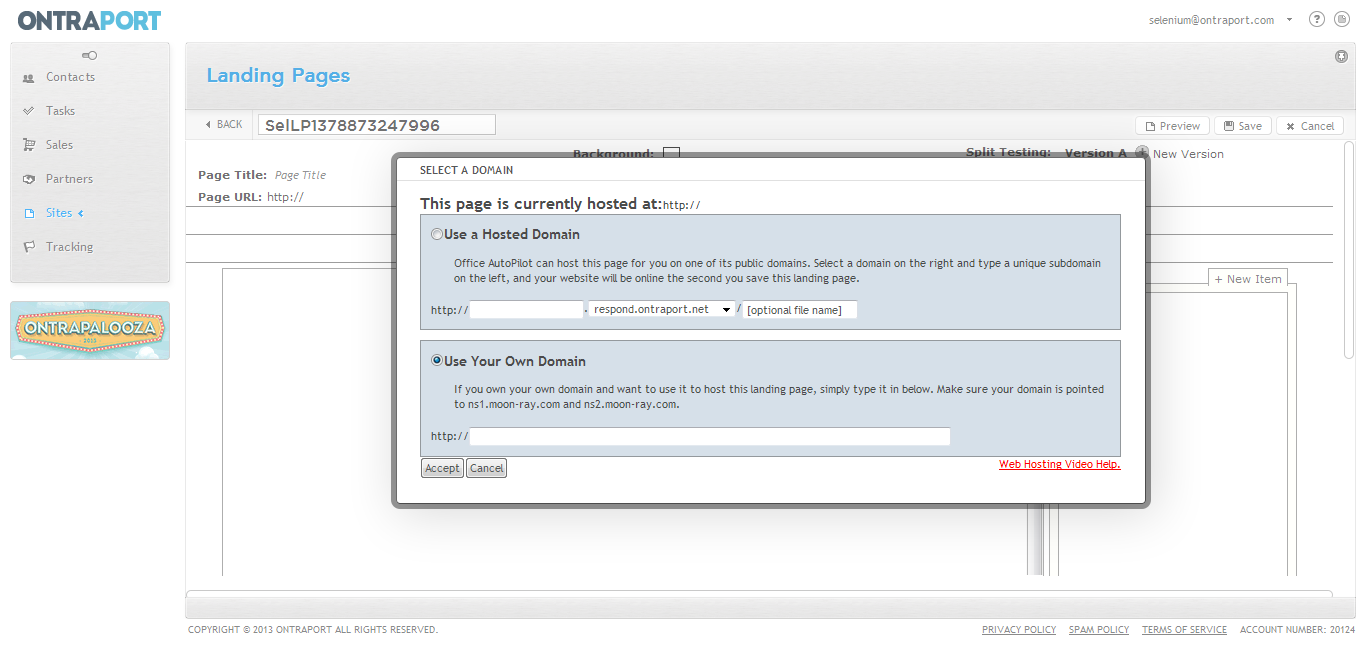 ONTRAPORT
selenium@ontraport.com
Contacts
Tasks
Sales
Partners
Sites
Tracking
ONTRAPALOOZA
2013
Landing Pages
BACK
SelLP1378873247996
Preview
Save
Cancel
Background:
Split Testing: Version A New Version
Page Title: Page Title
Page URL: http://
+ New Item
SELECT A DOMAIN
This page is currently hosted at:http://
Use a Hosted Domain
Office AutoPilot can host this page for you on one of its public domains. Select a domain on the right and type a unique subdomain
on the left, and your website will be online the second you save this landing page.
http:// . respond.ontraport.net / [optional file name]
Use Your Own Domain
If you own your own domain and want to use it to host this landing page, simply type it in below. Make sure your domain is pointed
to ns1.moon-ray.com and ns2.moon-ray.com.
http://
Accept Cancel
Web Hosting Video Help.
COPYRIGHT © 2013 ONTRAPORT ALL RIGHTS RESERVED.
PRIVACY POLICY SPAM POLICY TERMS OF SERVICE ACCOUNT NUMBER: 20124